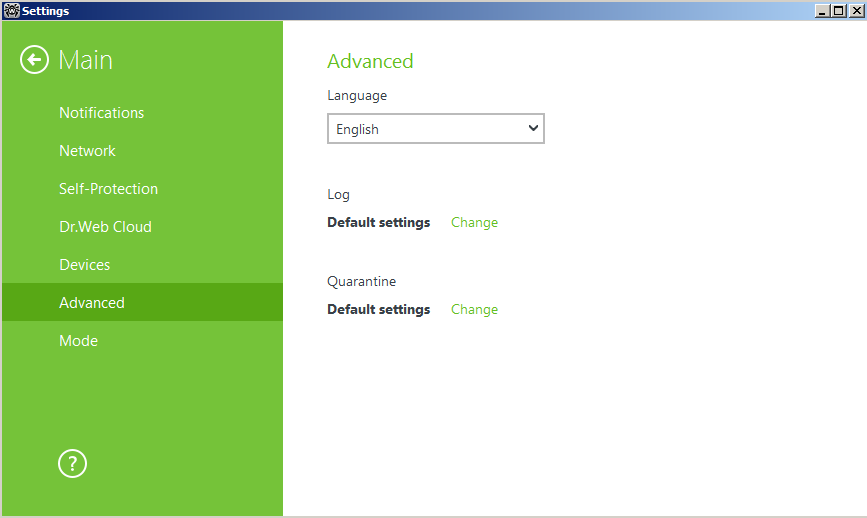 Settings
Main
Notifications
Network
Self-Protection
Dr.Web Cloud
Devices
Advanced
Mode
?
Advanced
Language
English
Log
Default settings Change
Quarantine
Default settings Change